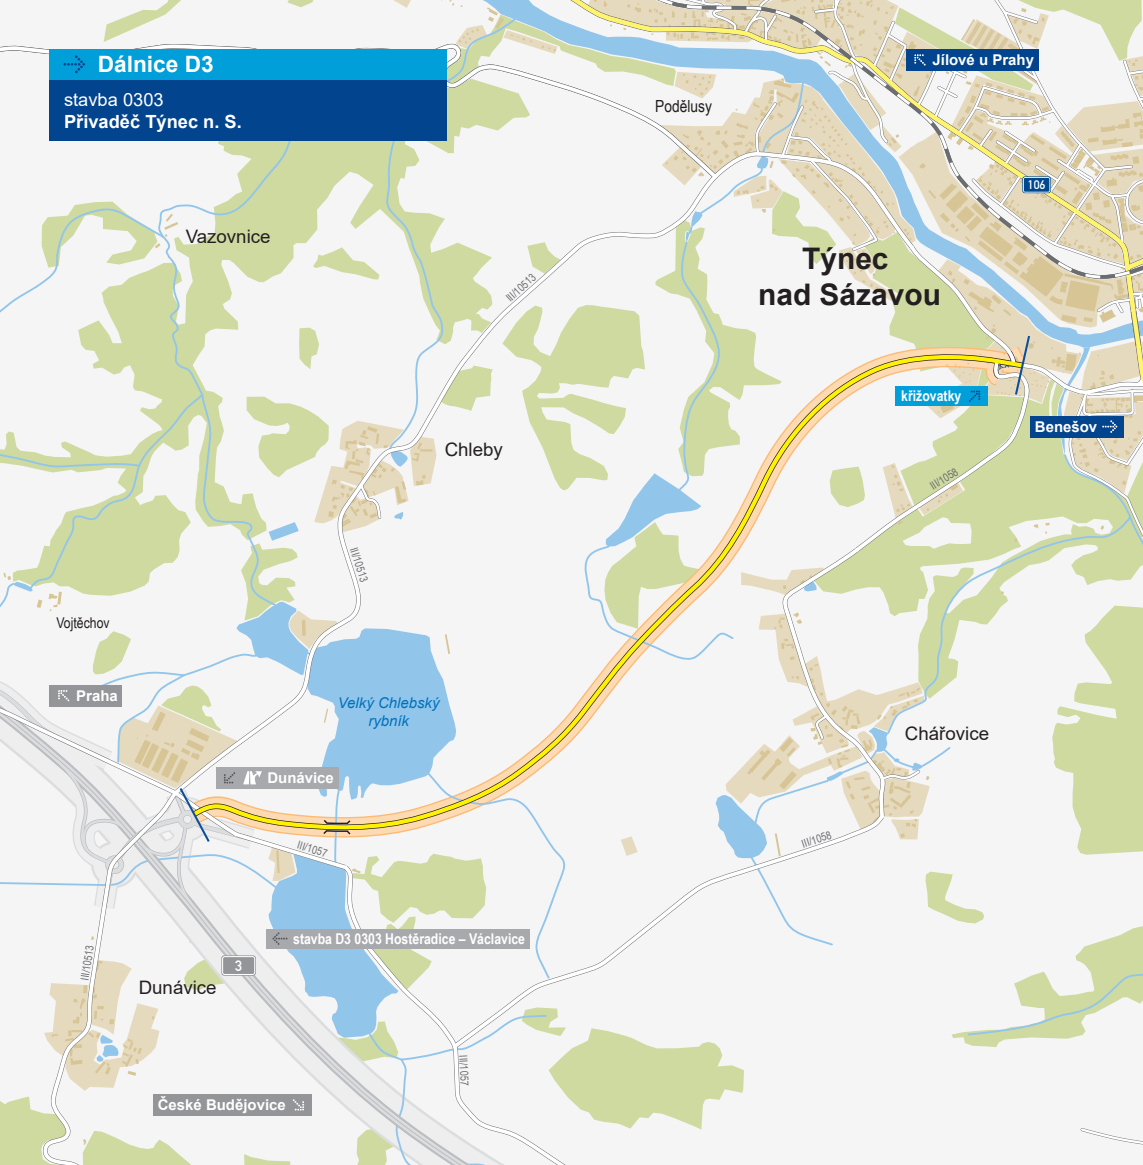 Dálnice D3
stavba 0303
Přivaděč Týnec n. S.
Jílové u Prahy
Podělusy
106
Vazovnice
Týnec
nad Sázavou
III/10513
křižovatky
Benešov
Chleby
III/1058
III/10513
Vojtěchov
Praha
Velký Chlebský
rybník
Chářovice
Dunávice
III/1057
III/1058
stavba D3 0303 Hostěradice – Václavice
III/10513
3
Dunávice
III/1057
České Budějovice